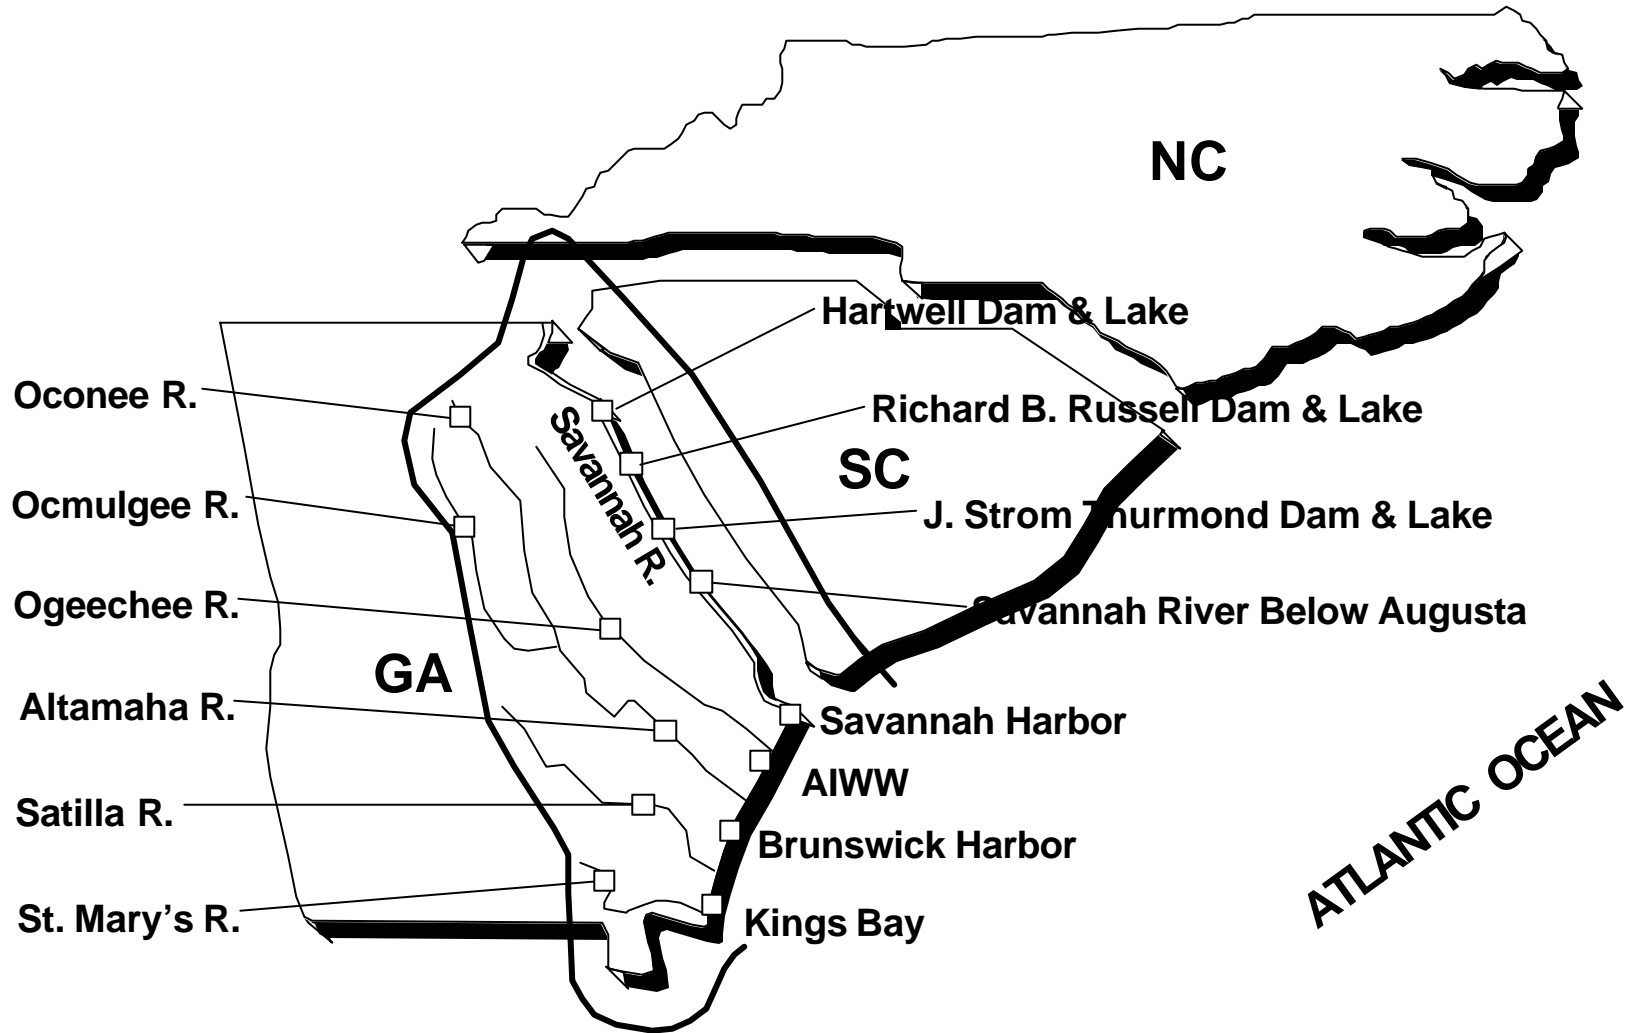 NC
Hartwell Dam & Lake
Oconee R.
Richard B. Russell Dam & Lake
Savannah R.
SC
Ocmulgee R.
J. Strom Thurmond Dam & Lake
Ogeechee R.
Savannah River Below Augusta
GA
Altamaha R.
Savannah Harbor
ATLANTIC OCEAN
AIWW
Satilla R.
Brunswick Harbor
St. Mary’s R.
Kings Bay